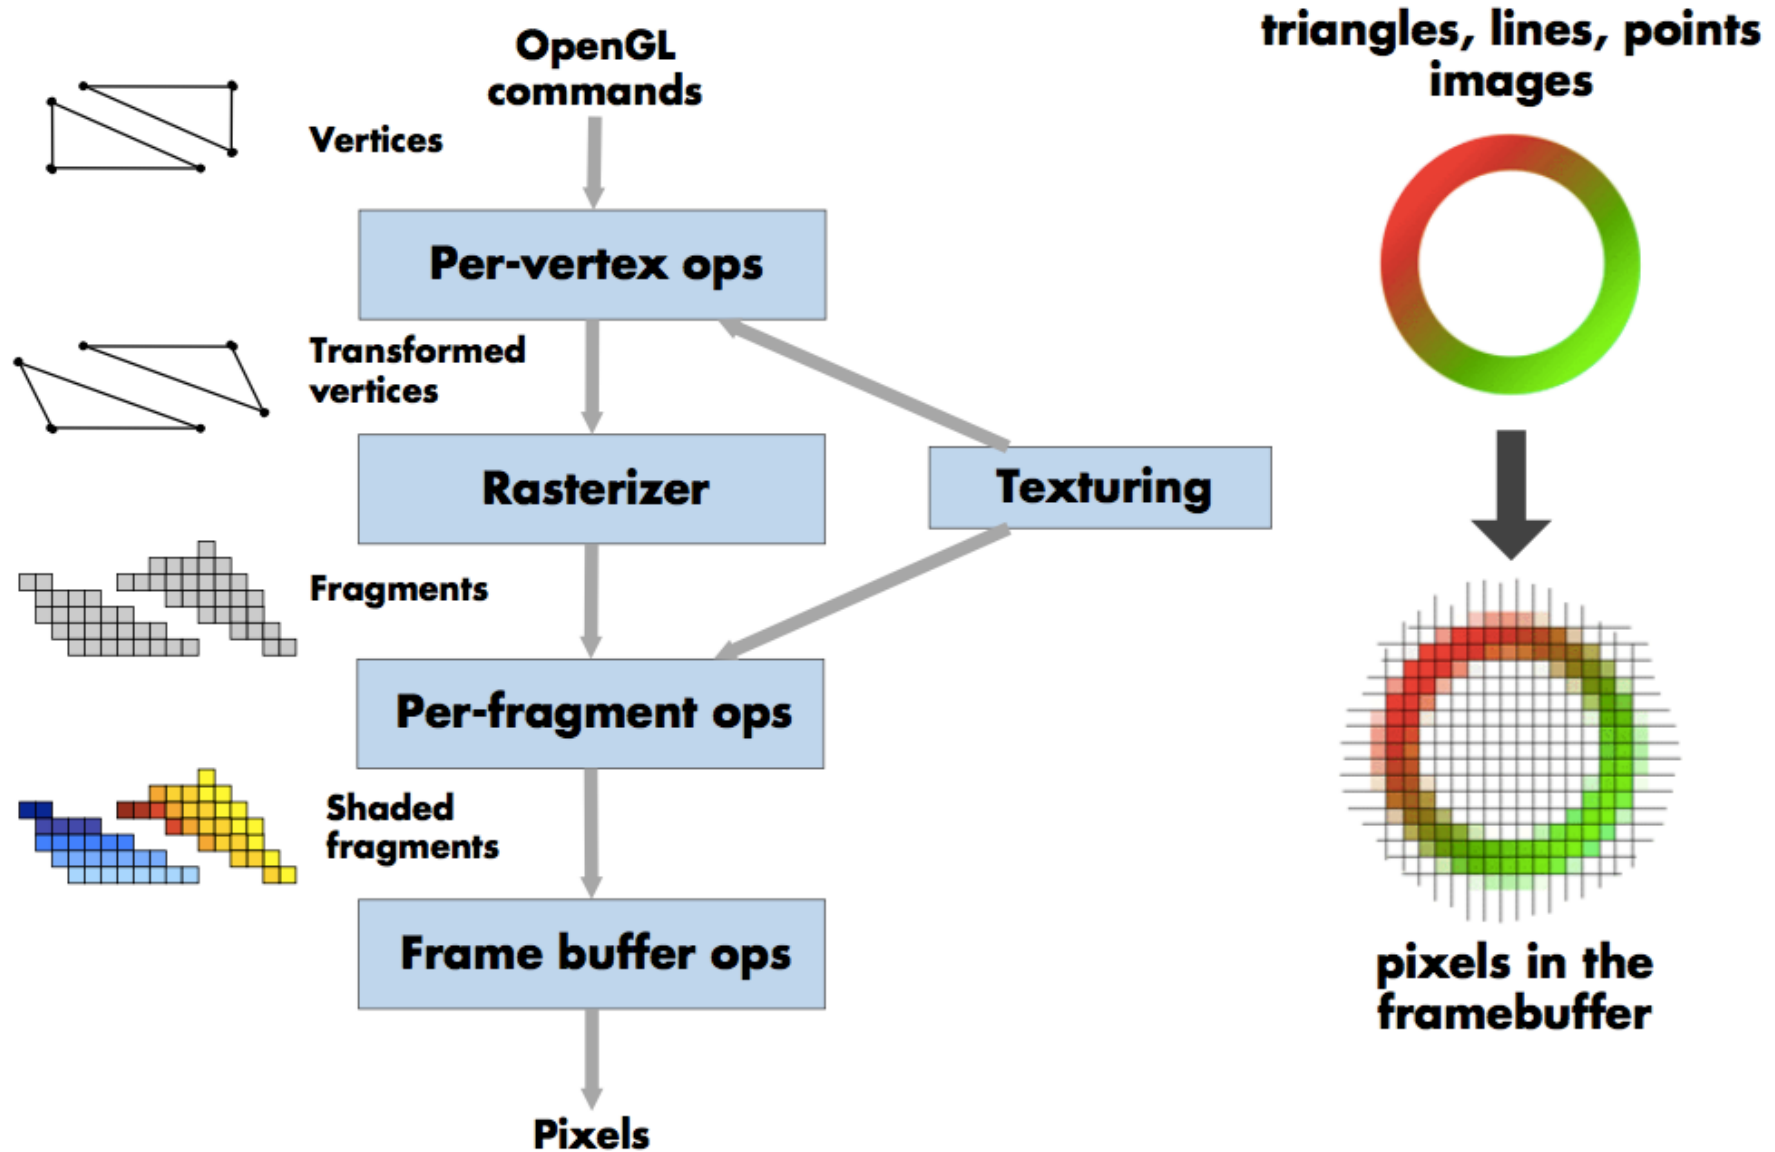 OpenGL
commands
Vertices
Per-vertex ops
Transformed
vertices
Rasterizer
Texturing
Fragments
Per-fragment ops
Shaded
fragments
Frame buffer ops
Pixels
triangles, lines, points
images
pixels in the
framebuffer